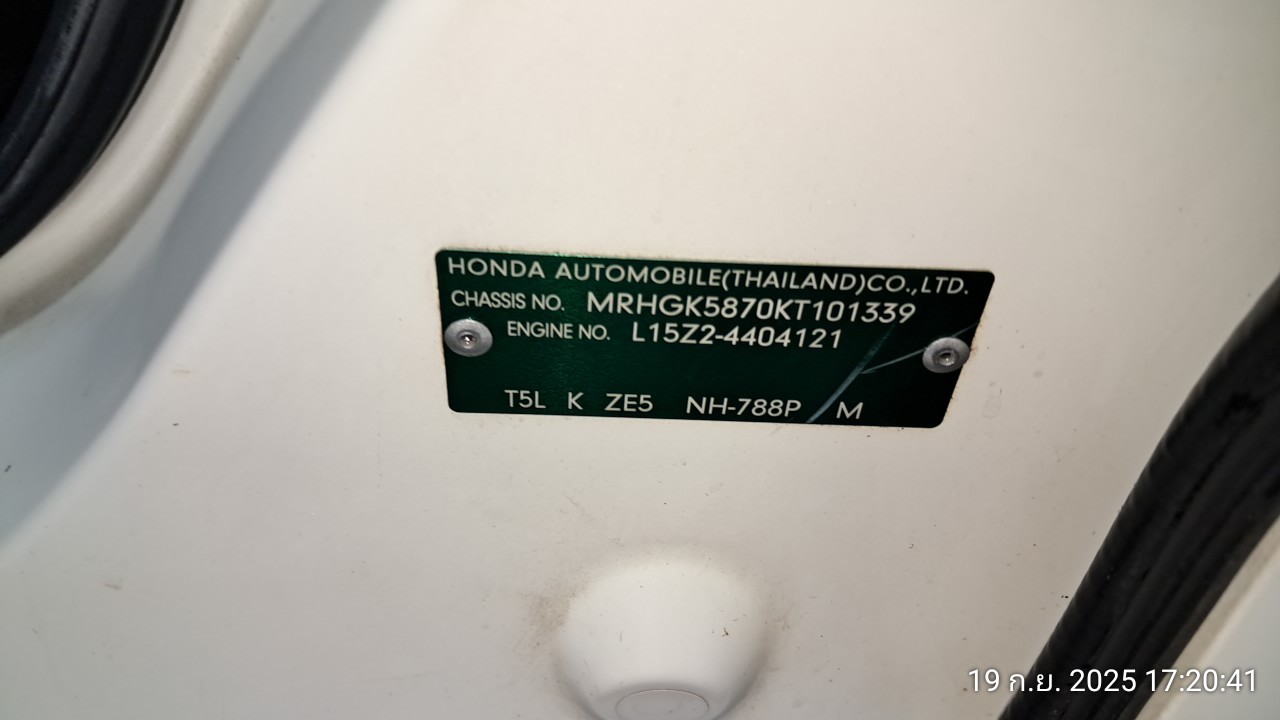 HONDA AUTOMOBILE(THAILAND)CO.,LTD.
CHASSIS NO. MRHGK5870KT101339
ENGINE NO. L15Z2-4404121
T5L K ZE5 NH-788P M
19 ก.ย. 2025 17:20:41